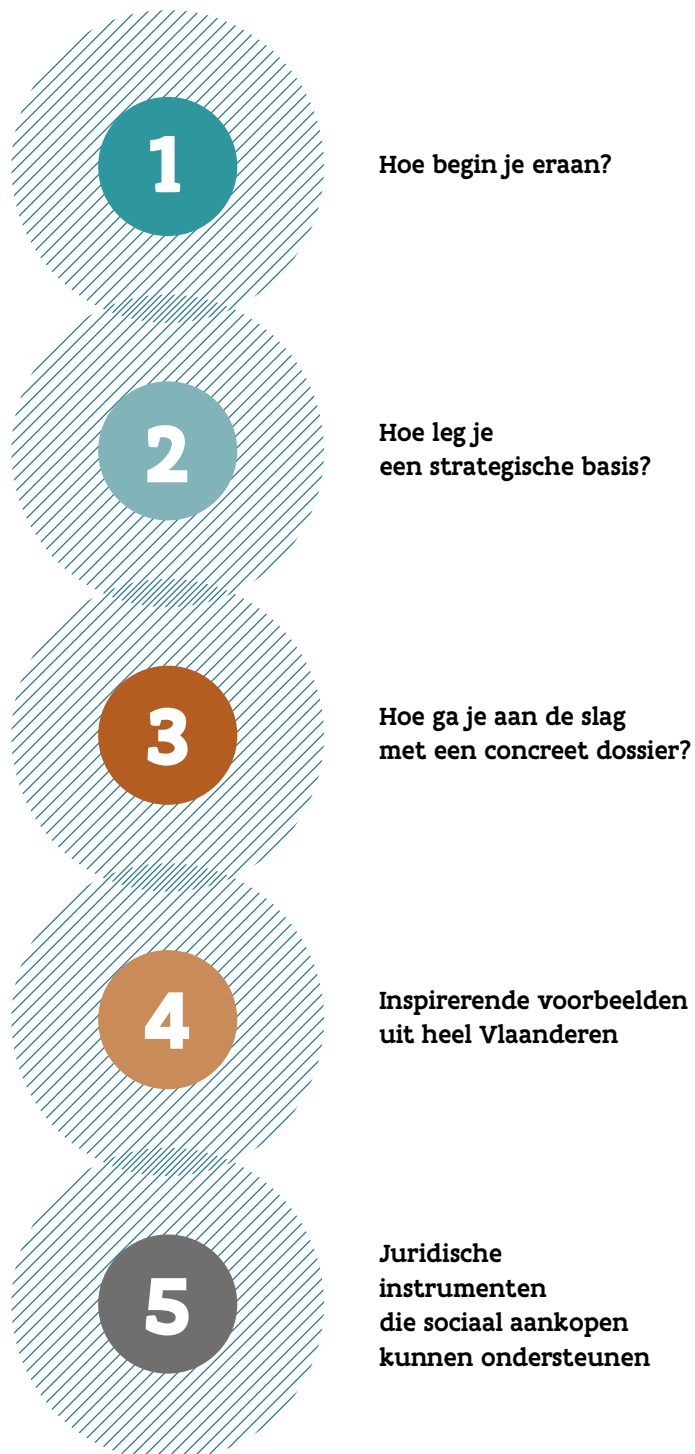 1
Hoe begin je eraan?
2
Hoe leg je
een strategische basis?
3
Hoe ga je aan de slag
met een concreet dossier?
4
Inspirerende voorbeelden
uit heel Vlaanderen
5
Juridische
instrumenten
die sociaal aankopen
kunnen ondersteunen